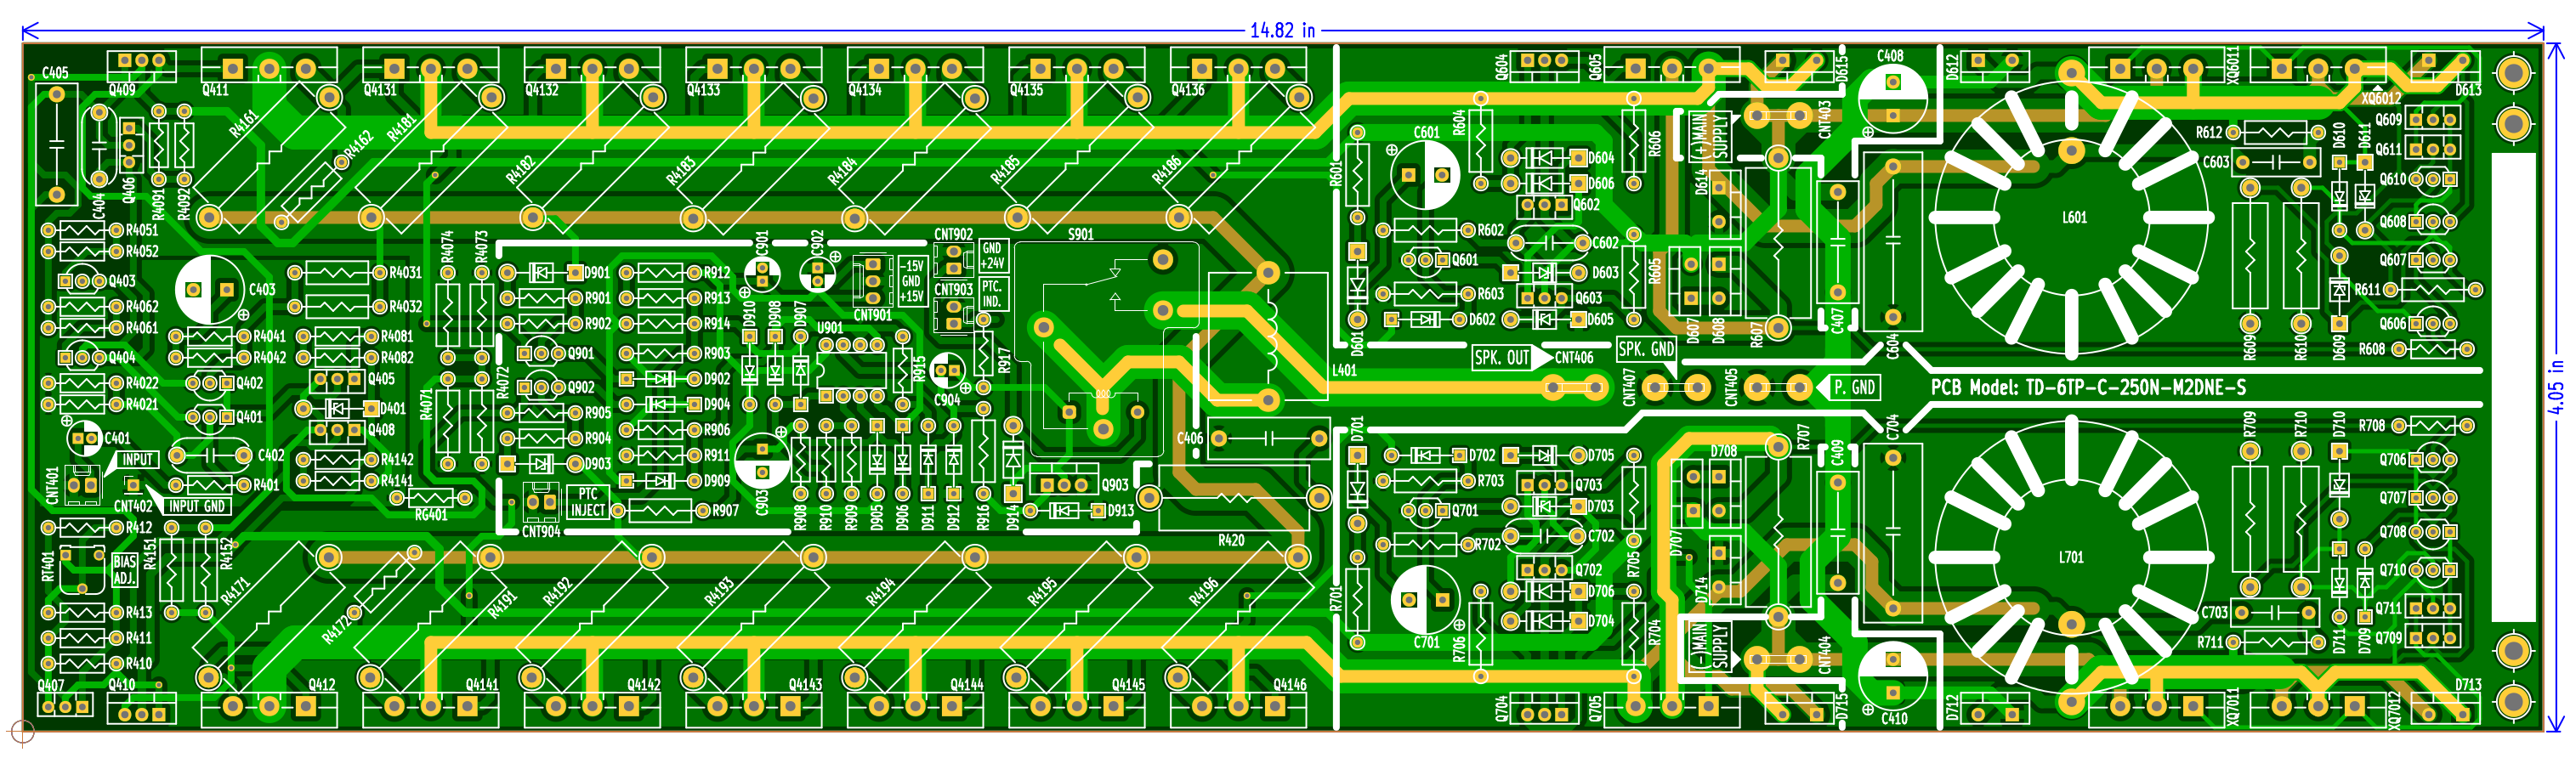 14.82 in
C405
Q409
Q411
Q4131
Q4132
Q4133
Q4134
Q4135
Q4136
Q604
Q605
D615
C408
D612
XQ6011
XQ6012
D613
4.05 in
C404
Q406
R4091
R4092
R4161
R4162
R4181
R4182
R4183
R4184
R4185
R4186
R601
C601
R604
D604
D606
Q602
R606
(+)MAIN
SUPPLY
CNT403
D614
R612
C603
D610
D611
Q609
Q611
Q610
Q608
R4051
R4052
Q403
R4062
R4061
Q404
R4022
R4021
C403
R4041
R4042
Q402
Q401
R4031
R4032
R4081
R4082
Q405
D401
Q408
R4074
R4073
R4071
R4072
D901
R901
R902
Q901
Q902
R905
R904
D903
R912
R913
R914
R903
D902
D904
R906
R911
D909
C901
C902
D910
D908
D907
U901
R915
-15V
GND
+15V
CNT901
CNT902
GND
+24V
CNT903
PTC.
IND.
R917
C904
S901
L401
C406
R602
Q601
C602
D603
R603
Q603
D602
D605
D601
R605
D607
D608
R607
C407
C604
L601
R609
R610
D609
Q607
R611
Q606
R608
SPK. OUT
CNT406
SPK. GND
CNT407
CNT405
P. GND
PCB Model: TD-6TP-C-250N-M2DNE-S
C401
INPUT
CNT401
CNT402
INPUT GND
C402
R401
R4142
R4141
RG401
CNT904
PTC
INJECT
R907
C903
R908
R910
R909
D905
D906
D911
D912
R916
D914
Q903
D913
R420
D701
D702
R703
Q701
R702
D705
Q703
D703
C702
Q702
D706
D704
R705
R704
D708
D707
D714
R707
C409
C704
L701
R709
R710
D710
R708
Q706
Q707
Q708
Q710
Q711
Q709
R412
RT401
BIAS
ADJ.
R4151
R4152
R413
R411
R410
R4171
R4172
R4191
R4192
R4193
R4194
R4195
R4196
R701
C701
R706
(-)MAIN
SUPPLY
CNT404
C703
R711
D711
D709
Q407
Q410
Q412
Q4141
Q4142
Q4143
Q4144
Q4145
Q4146
Q704
Q705
D715
C410
D712
XQ7011
XQ7012
D713